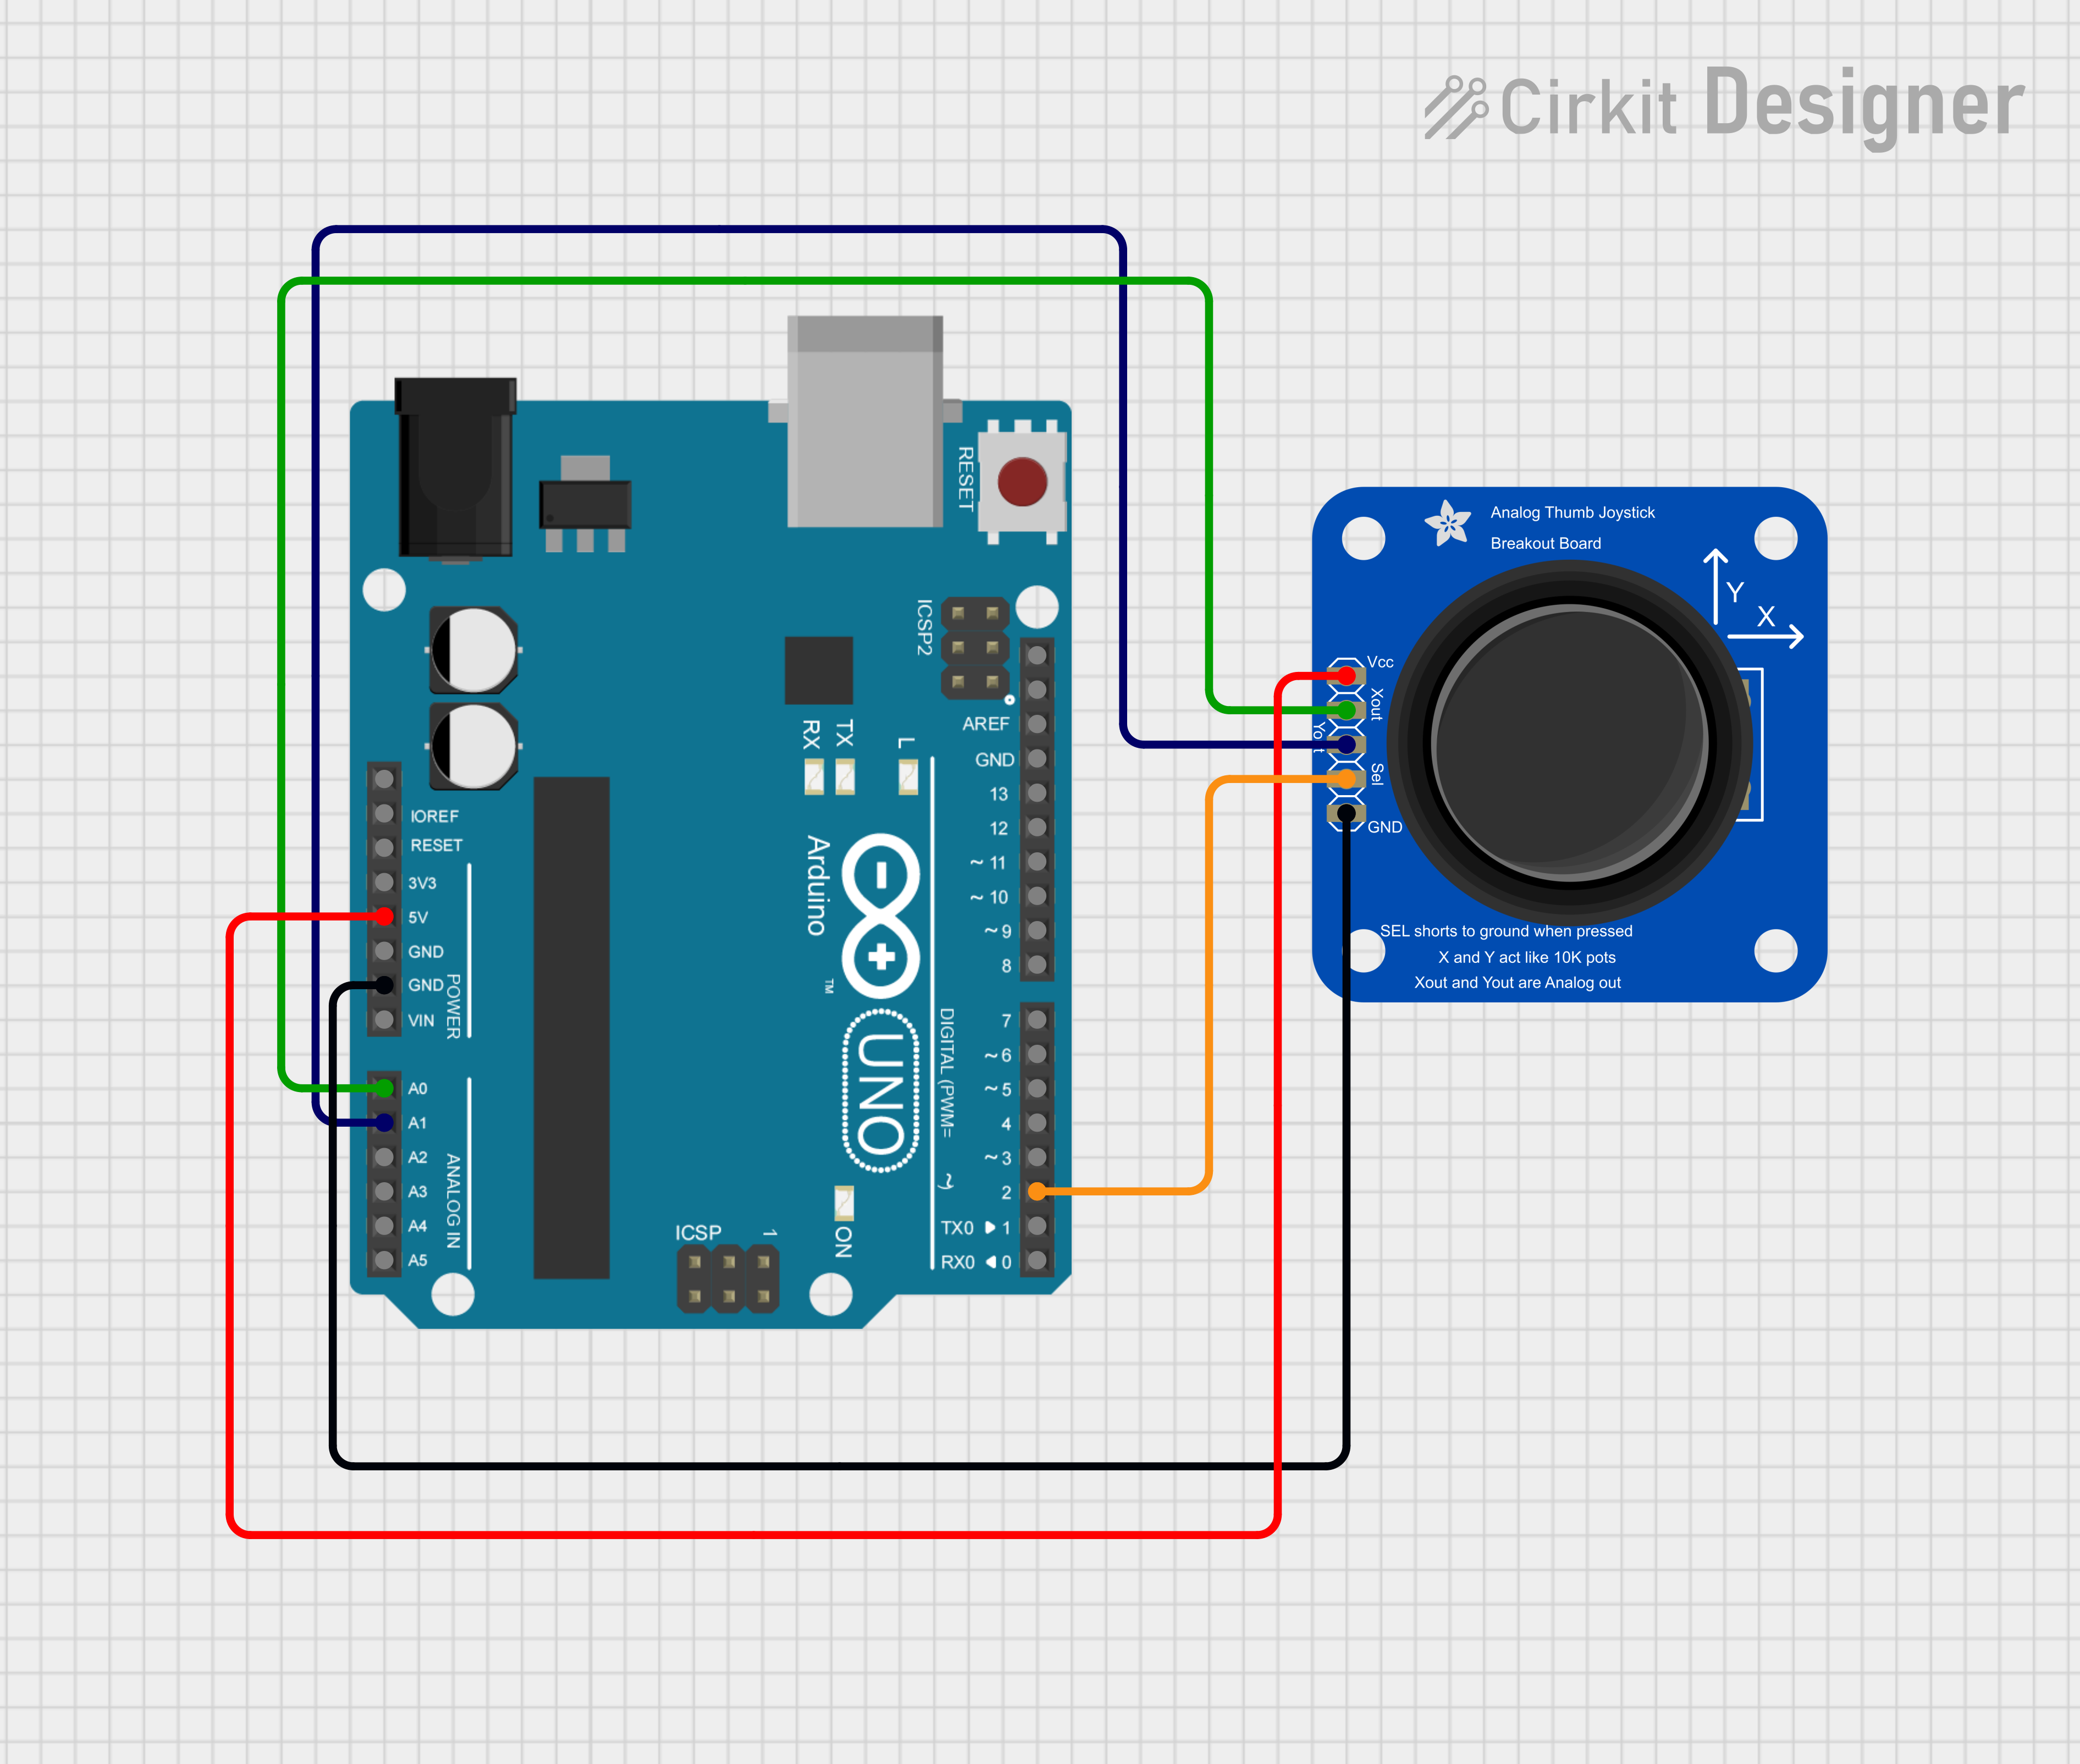 Cirkit Designer
RESET
ICSP2
AREF
GND
13
12
~ 11
~ 10
~ 9
8
7
~ 6
~ 5
4
~ 3
2
TX0 ▶ 1
RX0 ◀ 0
RX
TX
L
Arduino
TM
UNO
DIGITAL (PWM= ~)
ON
ICSP
1
IOREF
RESET
3V3
5V
GND
GND
VIN
POWER
A0
A1
A2
A3
A4
A5
ANALOG IN
Analog Thumb Joystick
Breakout Board
Y
X
Vcc
Xout
Yout
Sel
GND
SEL shorts to ground when pressed
X and Y act like 10K pots
Xout and Yout are Analog out